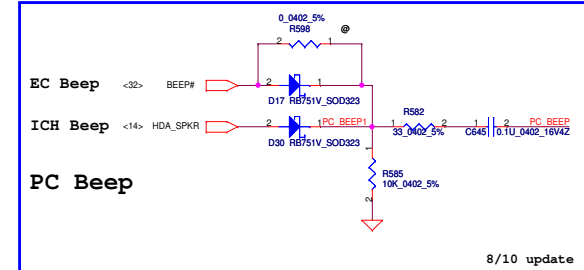 0_0402_5%
R598 @
2 1
EC Beep <32> BEEP# 2 1
D17 RB751V_SOD323
R582
ICH Beep <14> HDA_SPKR 2 1 PC_BEEP1 1 2 1 2 PC_BEEP
D30 RB751V_SOD323 33_0402_5% C645 0.1U_0402_16V4Z
1
PC Beep
R585
10K_0402_5%
2
8/10 update